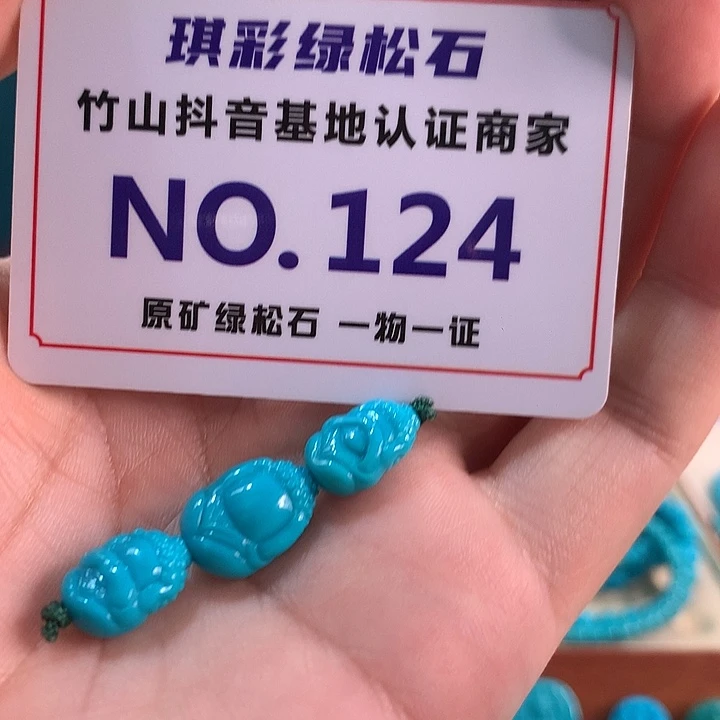 琪彩绿松石
竹山抖音基地认证商家
NO.124
原矿绿松石 一物一证